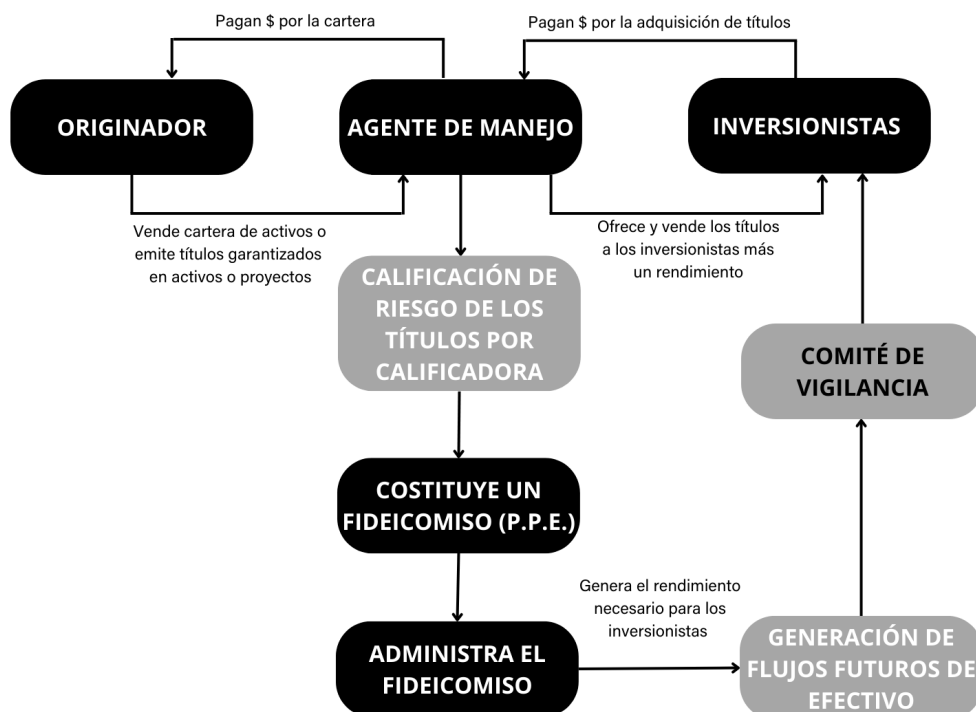 Pagan $ por la cartera
Pagan $ por la adquisición de títulos
ORIGINADOR
AGENTE DE MANEJO
INVERSIONISTAS
Vende cartera de activos o
emite títulos garantizados
en activos o proyectos
Ofrece y vende los títulos
a los inversionistas más
un rendimiento
CALIFICACIÓN DE
RIESGO DE LOS
TÍTULOS POR
CALIFICADORA
COMITÉ DE
VIGILANCIA
COSTITUYE UN
FIDEICOMISO (P.P.E.)
Genera el rendimiento
necesario para los
inversionistas
ADMINISTRA EL
FIDEICOMISO
GENERACIÓN DE
FLUJOS FUTUROS DE
EFECTIVO